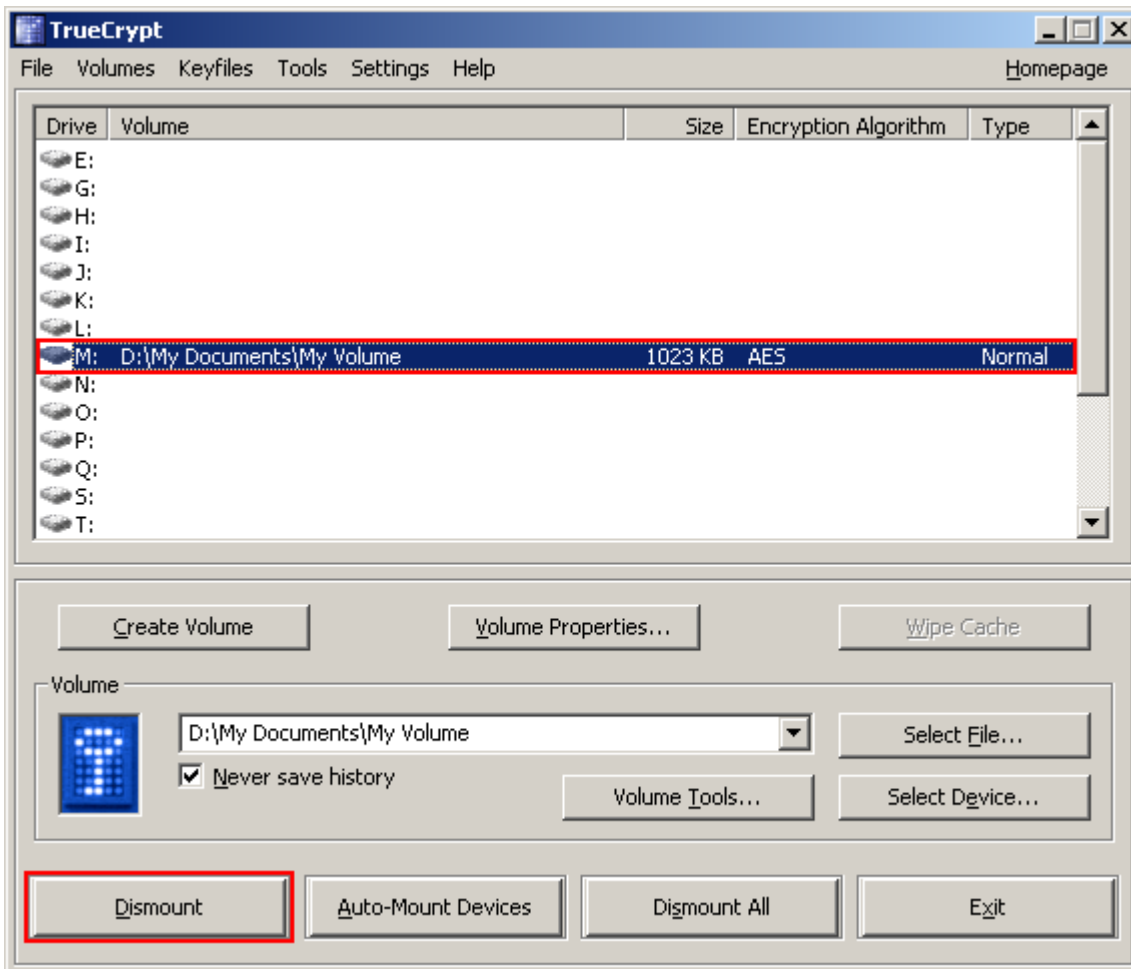 TrueCrypt
File Volumes Keyfiles Tools Settings Help Homepage
Drive Volume Size Encryption Algorithm Type
E:
G:
H:
I:
J:
K:
L:
M: D:\My Documents\My Volume 1023 KB AES Normal
N:
O:
P:
Q:
S:
T:
Create Volume Volume Properties... Wipe Cache
Volume
D:\My Documents\My Volume Select File...
Never save history
Volume Tools... Select Device...
Dismount Auto-Mount Devices Dismount All Exit